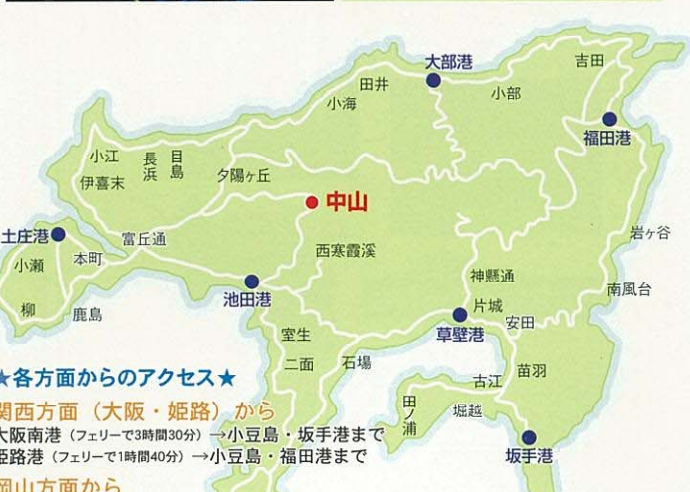 大部港
吉田
田井
小部
小海
福田港
小江
長浜
目島
伊喜末
夕陽ヶ丘
中山
土庄港
富丘通
岩ヶ谷
西寒霞渓
本町
小瀬
神懸通
南風台
池田港
片城
柳
鹿島
草壁港
安田
室生
二面
石場
苗羽
★各方面からのアクセス★
古江
田ノ浦
堀越
関西方面（大阪・姫路）から
大阪南港（フェリーで3時間30分）→小豆島・坂手港まで
姫路港（フェリーで1時間40分）→小豆島・福田港まで
坂手港
岡山方面から